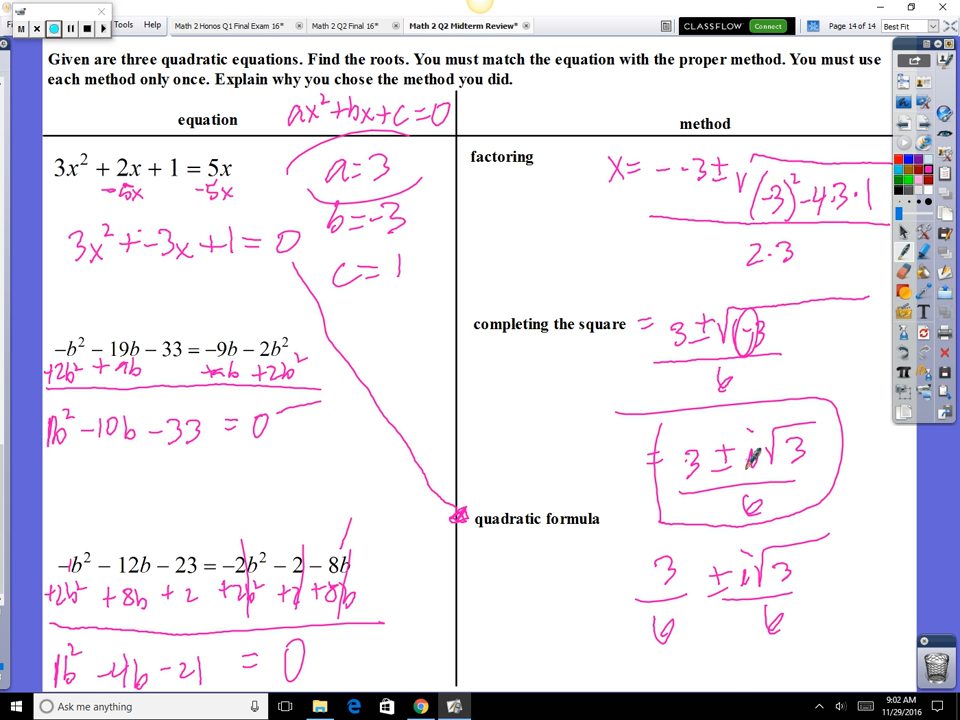 Tools Help Math 2 Honos Q1 Final Exam 16* Math 2 Q2 Final 16* Math 2 Q2 Midterm Review* CLASSFLOW Connect Page 14 of 14 Best Fit
Given are three quadratic equations. Find the roots. You must match the equation with the proper method. You must use
each method only once. Explain why you chose the method you did.
equation
ax² + bx + c = 0
method
3x² + 2x + 1 = 5x
-5x -5x
3x² + -3x + 1 = 0
a = 3
b = -3
c = 1
factoring
x = - -3 ± √(-3)² - 4·3·1
2·3
completing the square
= 3 ± √-3
6
-b² - 19b - 33 = -9b - 2b²
+2b² + 9b +9b +2b²
1b² - 10b - 33 = 0
= 3 ± i√3
6
quadratic formula
-b² - 12b - 23 = -2b² - 2 - 8b
+2b² + 8b + 2 +2b² +2 +8b
1b² - 4b - 21 = 0
3 ± i√3
6 6
Ask me anything
9:02 AM
11/29/2016